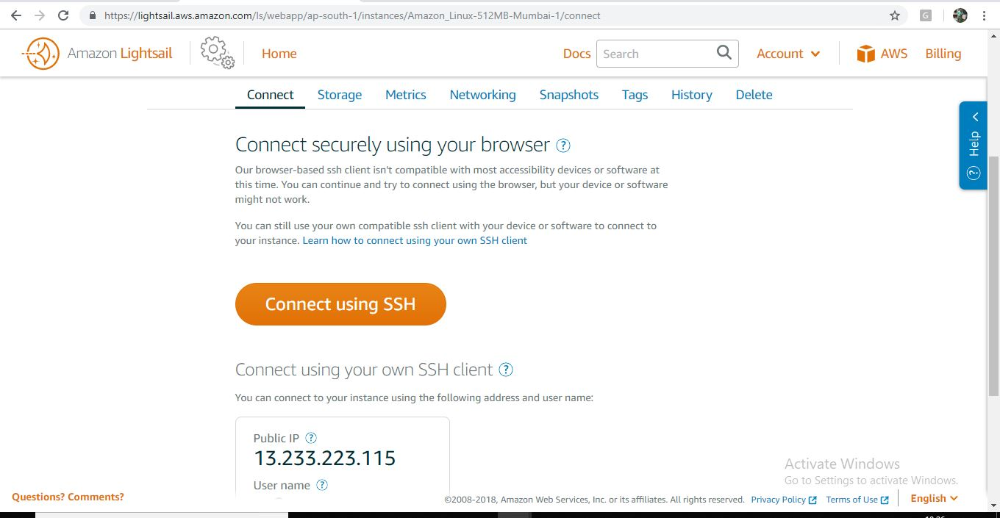 https://lightsail.aws.amazon.com/ls/webapp/ap-south-1/instances/Amazon_Linux-512MB-Mumbai-1/connect
G
Amazon Lightsail
Home
Docs
Search
Account
AWS
Billing
Connect
Storage
Metrics
Networking
Snapshots
Tags
History
Delete
Help
?
Connect securely using your browser ?
Our browser-based ssh client isn't compatible with most accessibility devices or software at
this time. You can continue and try to connect using the browser, but your device or software
might not work.
You can still use your own compatible ssh client with your device or software to connect to
your instance. Learn how to connect using your own SSH client
Connect using SSH
Connect using your own SSH client ?
You can connect to your instance using the following address and user name:
Public IP ?
13.233.223.115
User name ?
Activate Windows
Go to Settings to activate Windows.
Questions? Comments?
©2008-2018, Amazon Web Services, Inc. or its affiliates. All rights reserved.
Privacy Policy
Terms of Use
English